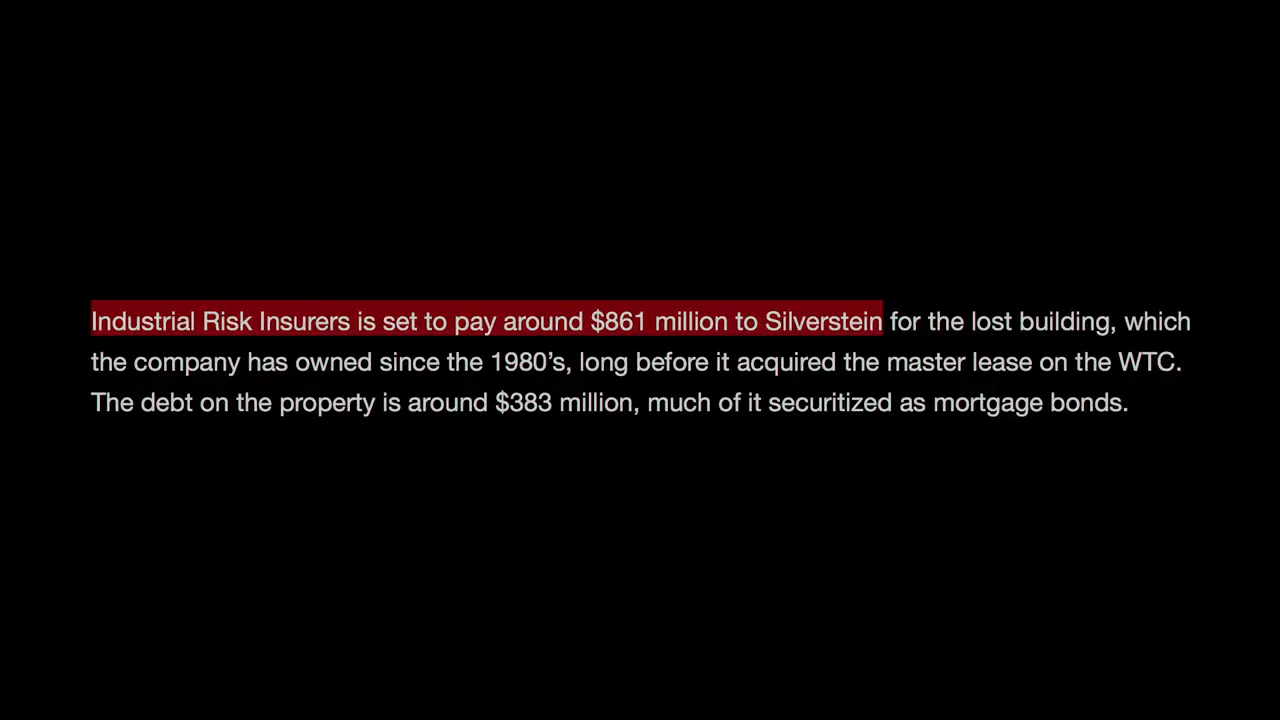 Industrial Risk Insurers is set to pay around $861 million to Silverstein for the lost building, which
the company has owned since the 1980’s, long before it acquired the master lease on the WTC.
The debt on the property is around $383 million, much of it securitized as mortgage bonds.